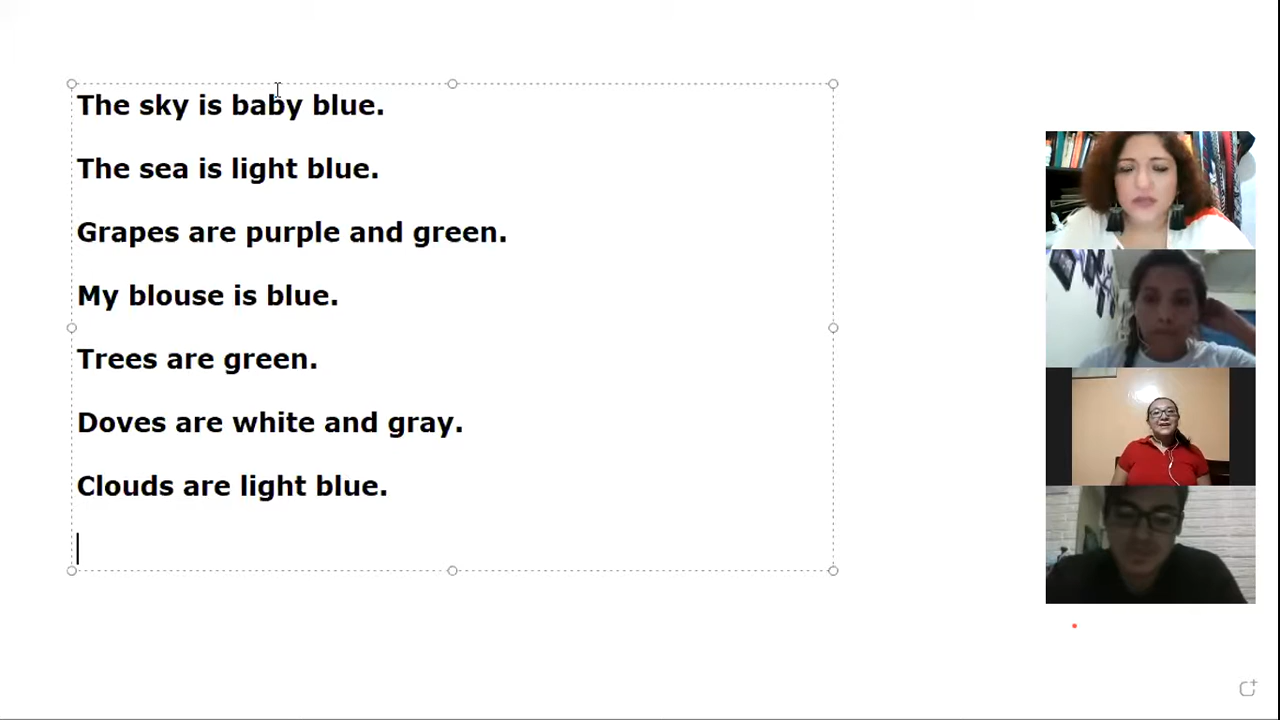 The sky is baby blue.
The sea is light blue.
Grapes are purple and green.
My blouse is blue.
Trees are green.
Doves are white and gray.
Clouds are light blue.